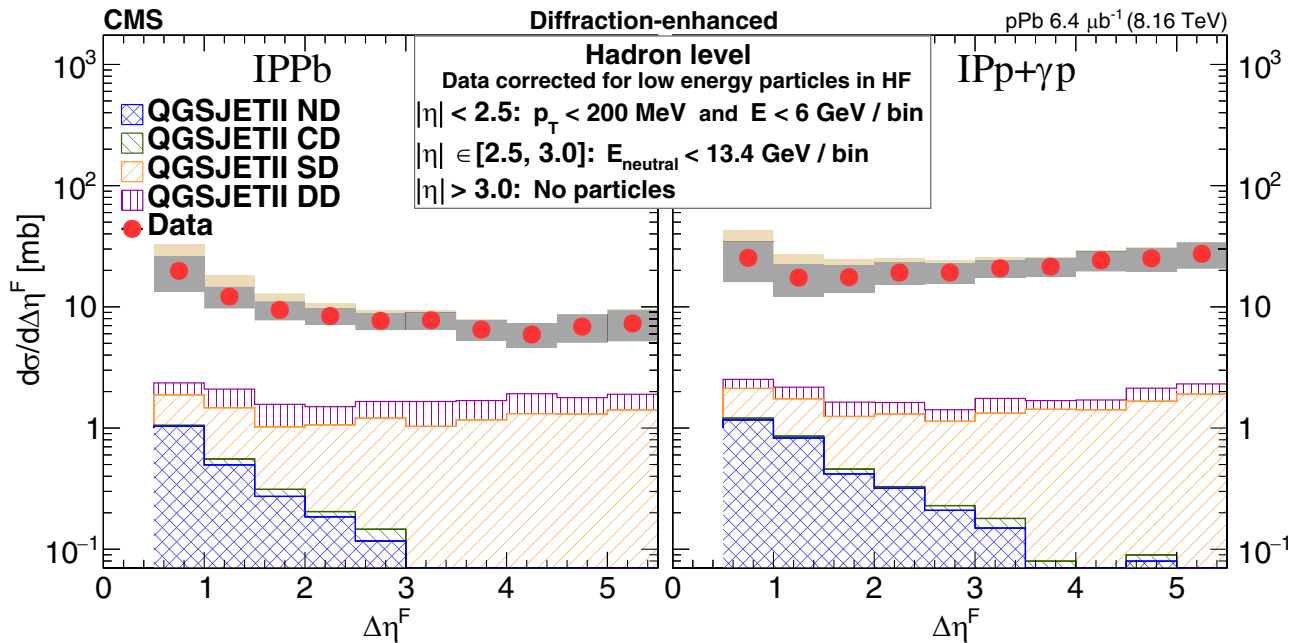 CMS Diffraction-enhanced pPb 6.4 μb⁻¹ (8.16 TeV)
IPPb
Hadron level
Data corrected for low energy particles in HF
|η| < 2.5: p_T < 200 MeV and E < 6 GeV / bin
|η| ∈ [2.5, 3.0]: E_neutral < 13.4 GeV / bin
|η| > 3.0: No particles
IPp+γp
QGSJETII ND
QGSJETII CD
QGSJETII SD
QGSJETII DD
Data
dσ/dΔη^F [mb]
10³
10²
10
1
10⁻¹
10³
10²
10
1
10⁻¹
0 1 2 3 4 5
0 1 2 3 4 5
Δη^F
Δη^F